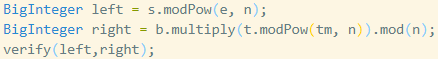 BigInteger left = s.modPow(e, n);
BigInteger right = b.multiply(t.modPow(tm, n)).mod(n);
verify(left,right);